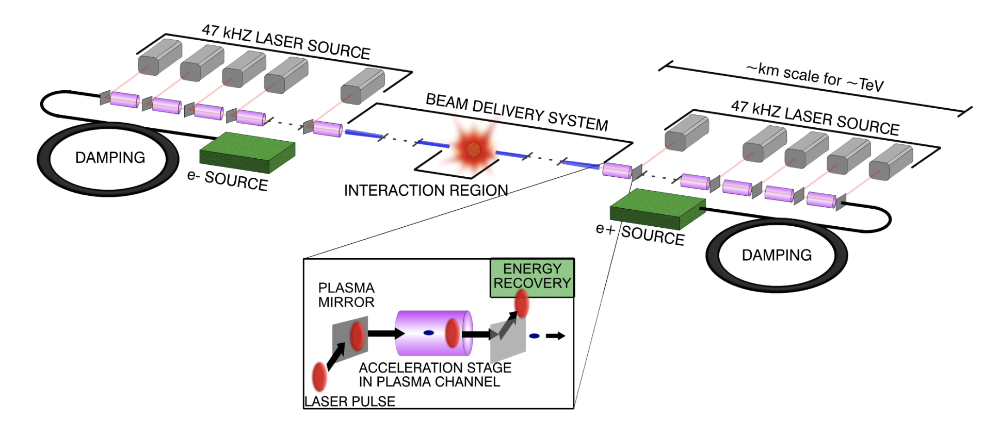 47 kHZ LASER SOURCE
~km scale for ~TeV
BEAM DELIVERY SYSTEM
47 kHZ LASER SOURCE
DAMPING
e- SOURCE
INTERACTION REGION
e+ SOURCE
DAMPING
ENERGY
RECOVERY
PLASMA
MIRROR
ACCELERATION STAGE
IN PLASMA CHANNEL
LASER PULSE